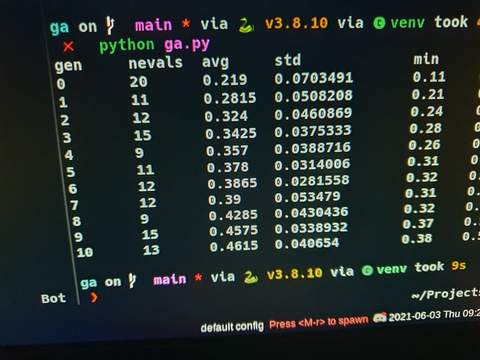 ga on main * via v3.8.10 via venv took
× python ga.py
gen nevals avg std min
0 20 0.219 0.0703491 0.11
1 11 0.2815 0.0508208 0.21
2 12 0.324 0.0460869 0.24
3 15 0.3425 0.0375333 0.28
4 9 0.357 0.0388716 0.26
5 11 0.378 0.0314006 0.31
6 12 0.3865 0.0281558 0.32
7 12 0.39 0.053479 0.31
8 9 0.4285 0.0430436 0.32
9 15 0.4575 0.0338932 0.37
10 13 0.4615 0.040654 0.38
ga on main * via v3.8.10 via venv took 9s
Bot ❯ ~/Projects
default config Press <M-r> to spawn 2021-06-03 Thu 09:2